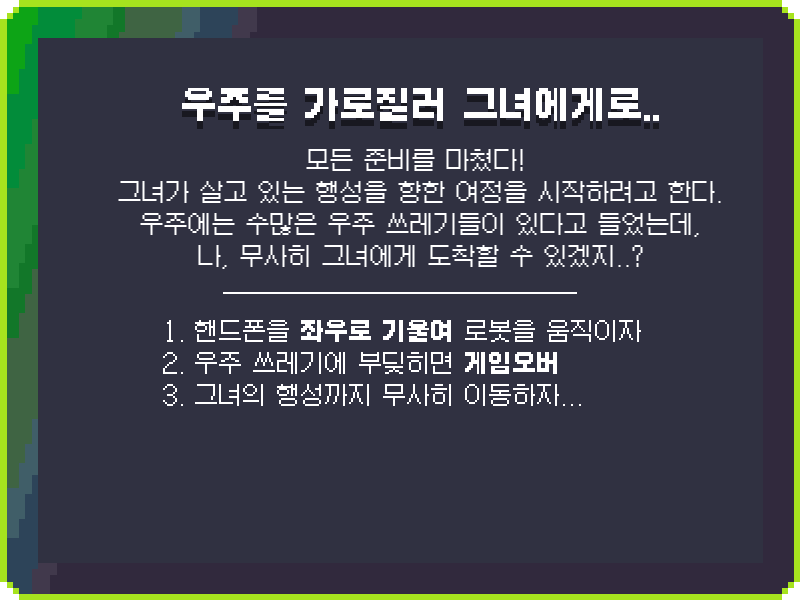 우주를 가로질러 그녀에게로..
모든 준비를 마쳤다!
그녀가 살고 있는 행성을 향한 여정을 시작하려고 한다.
우주에는 수많은 우주 쓰레기들이 있다고 들었는데,
나, 무사히 그녀에게 도착할 수 있겠지..?
1. 핸드폰을 좌우로 기울여 로봇을 움직이자
2. 우주 쓰레기에 부딪히면 게임오버
3. 그녀의 행성까지 무사히 이동하자...